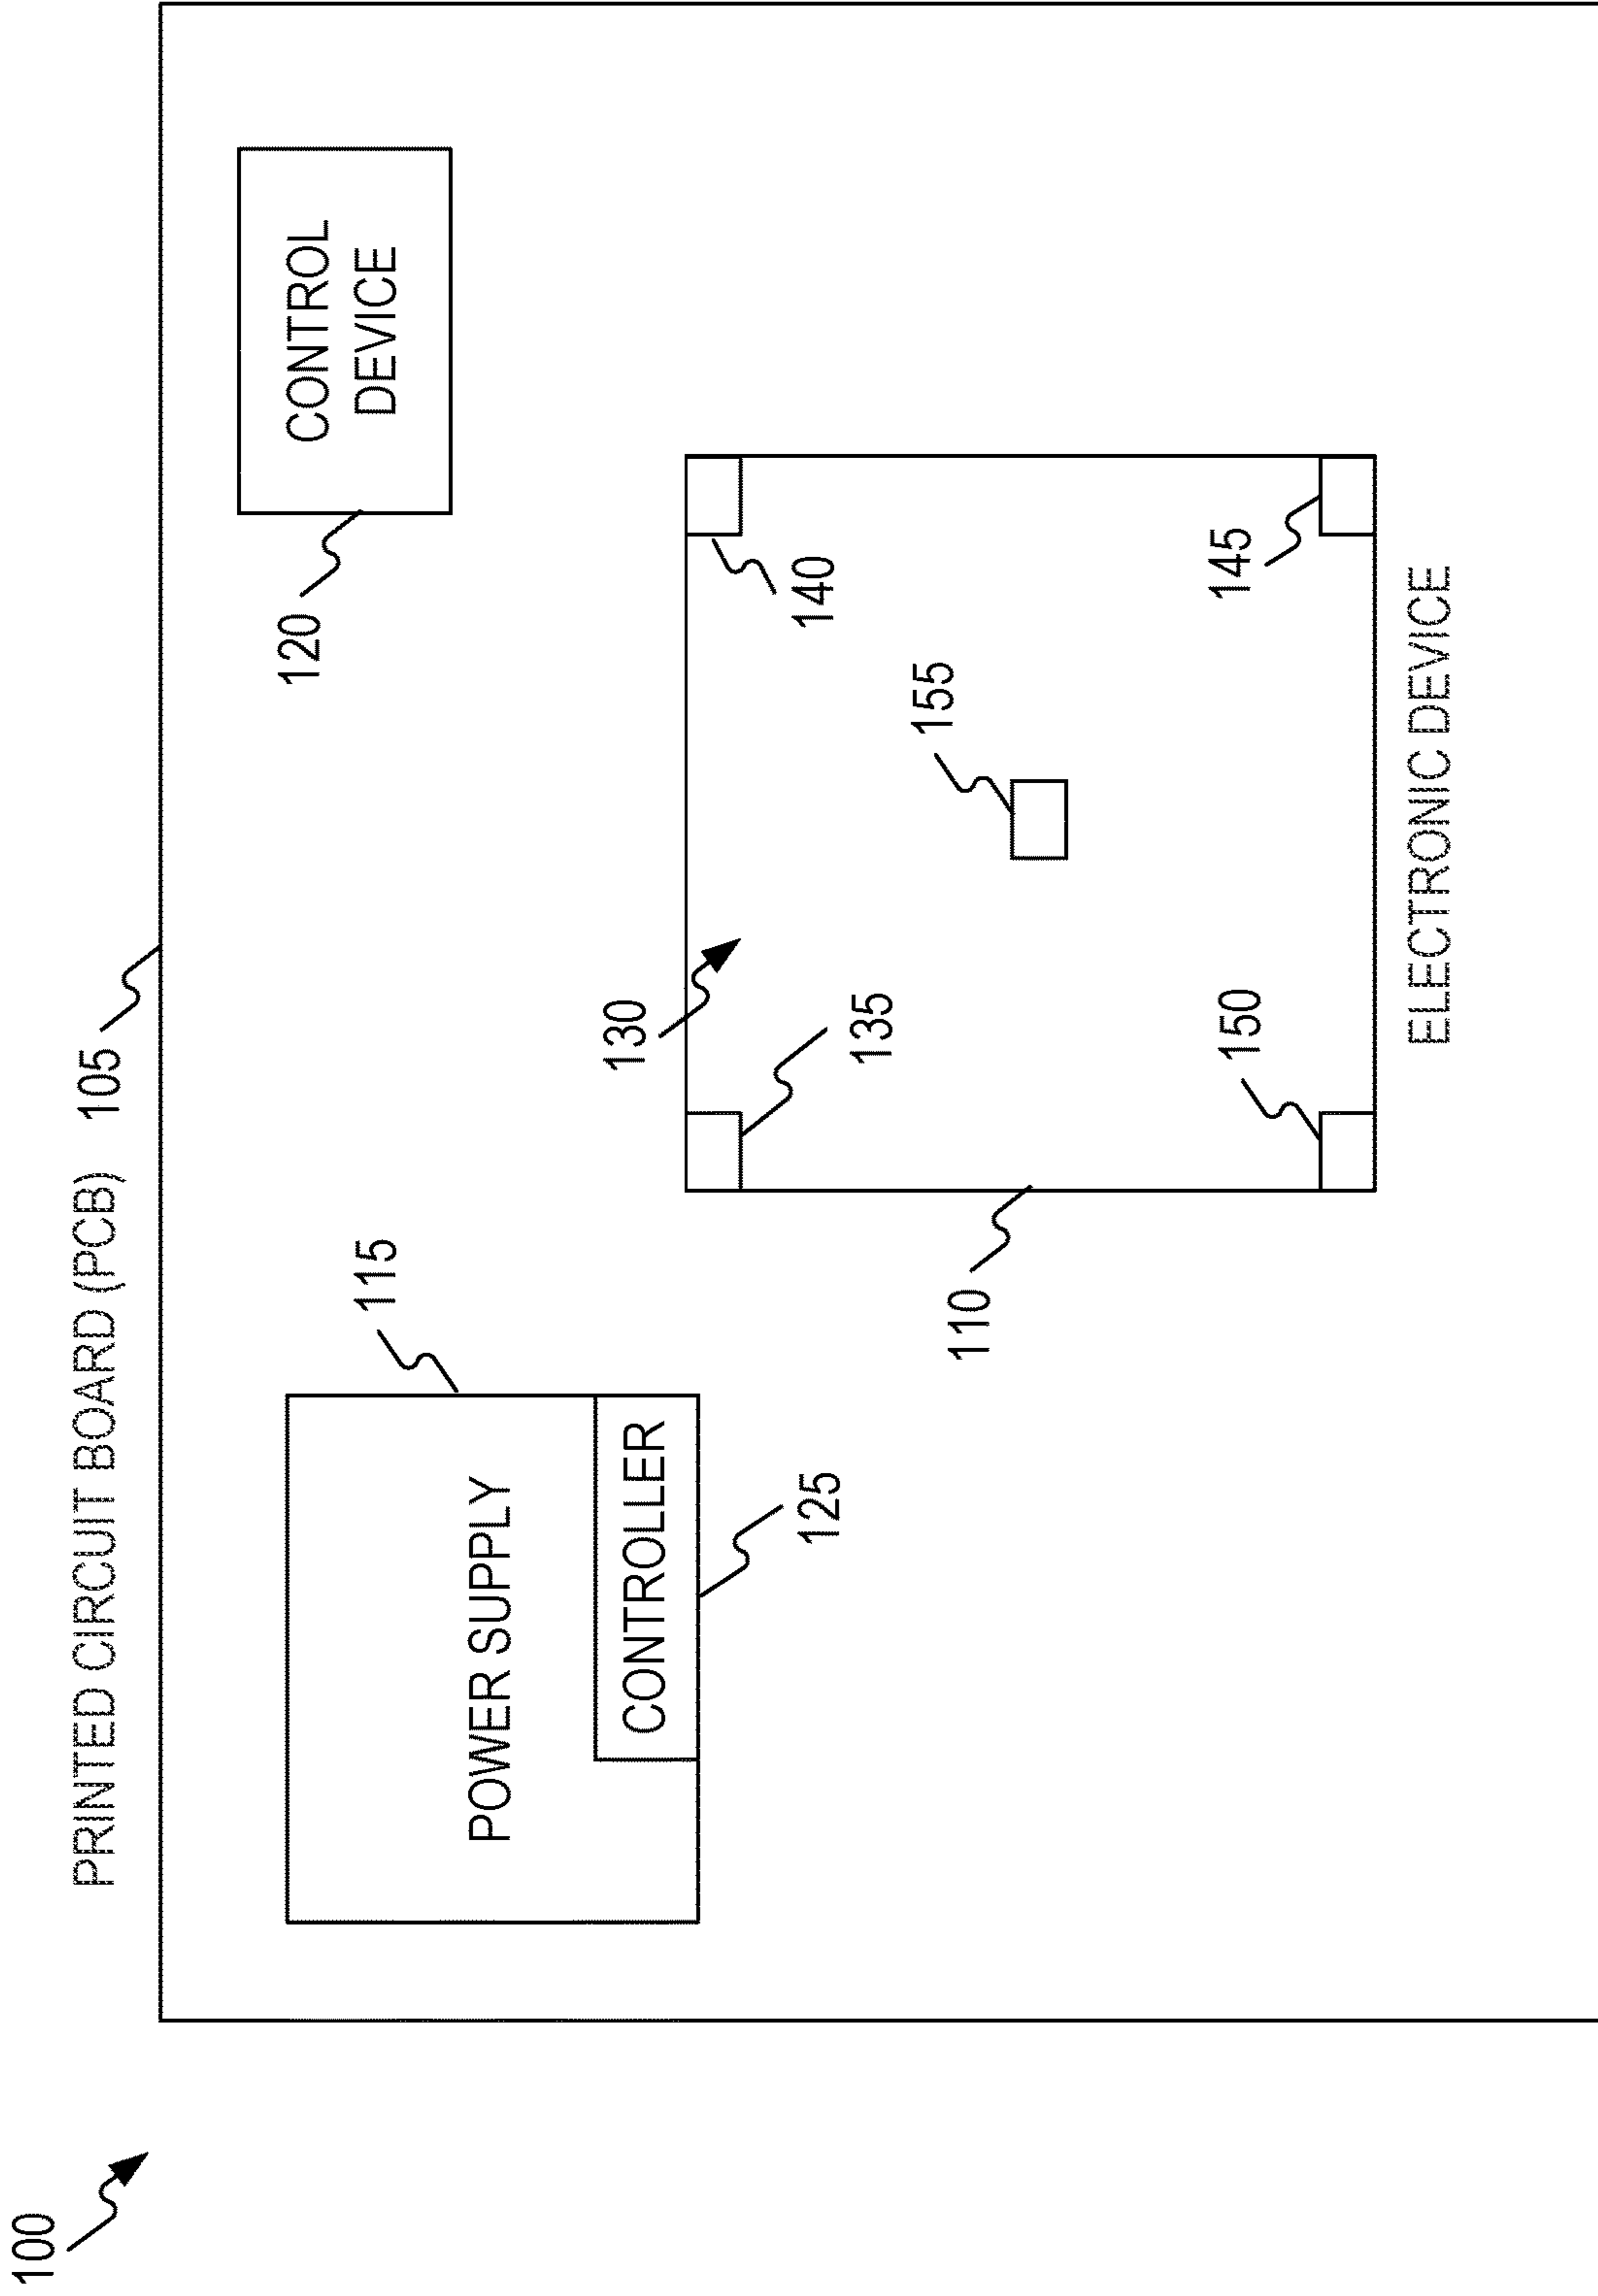 100
PRINTED CIRCUIT BOARD (PCB) 105
POWER SUPPLY
CONTROLLER
115
125
CONTROL
DEVICE
120
130
135
140
155
110
150
145
ELECTRONIC DEVICE